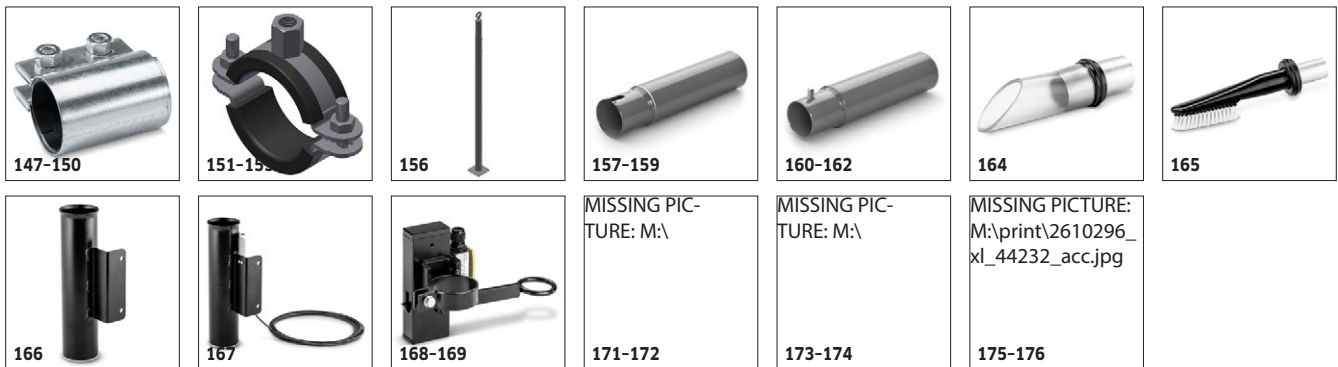 147-150
151-15
156
157-159
160-162
164
165
166
167
168-169
MISSING PIC-
TURE: M:\
171-172
MISSING PIC-
TURE: M:\
173-174
MISSING PICTURE:
M:\print\2610296_
xl_44232_acc.jpg
175-176